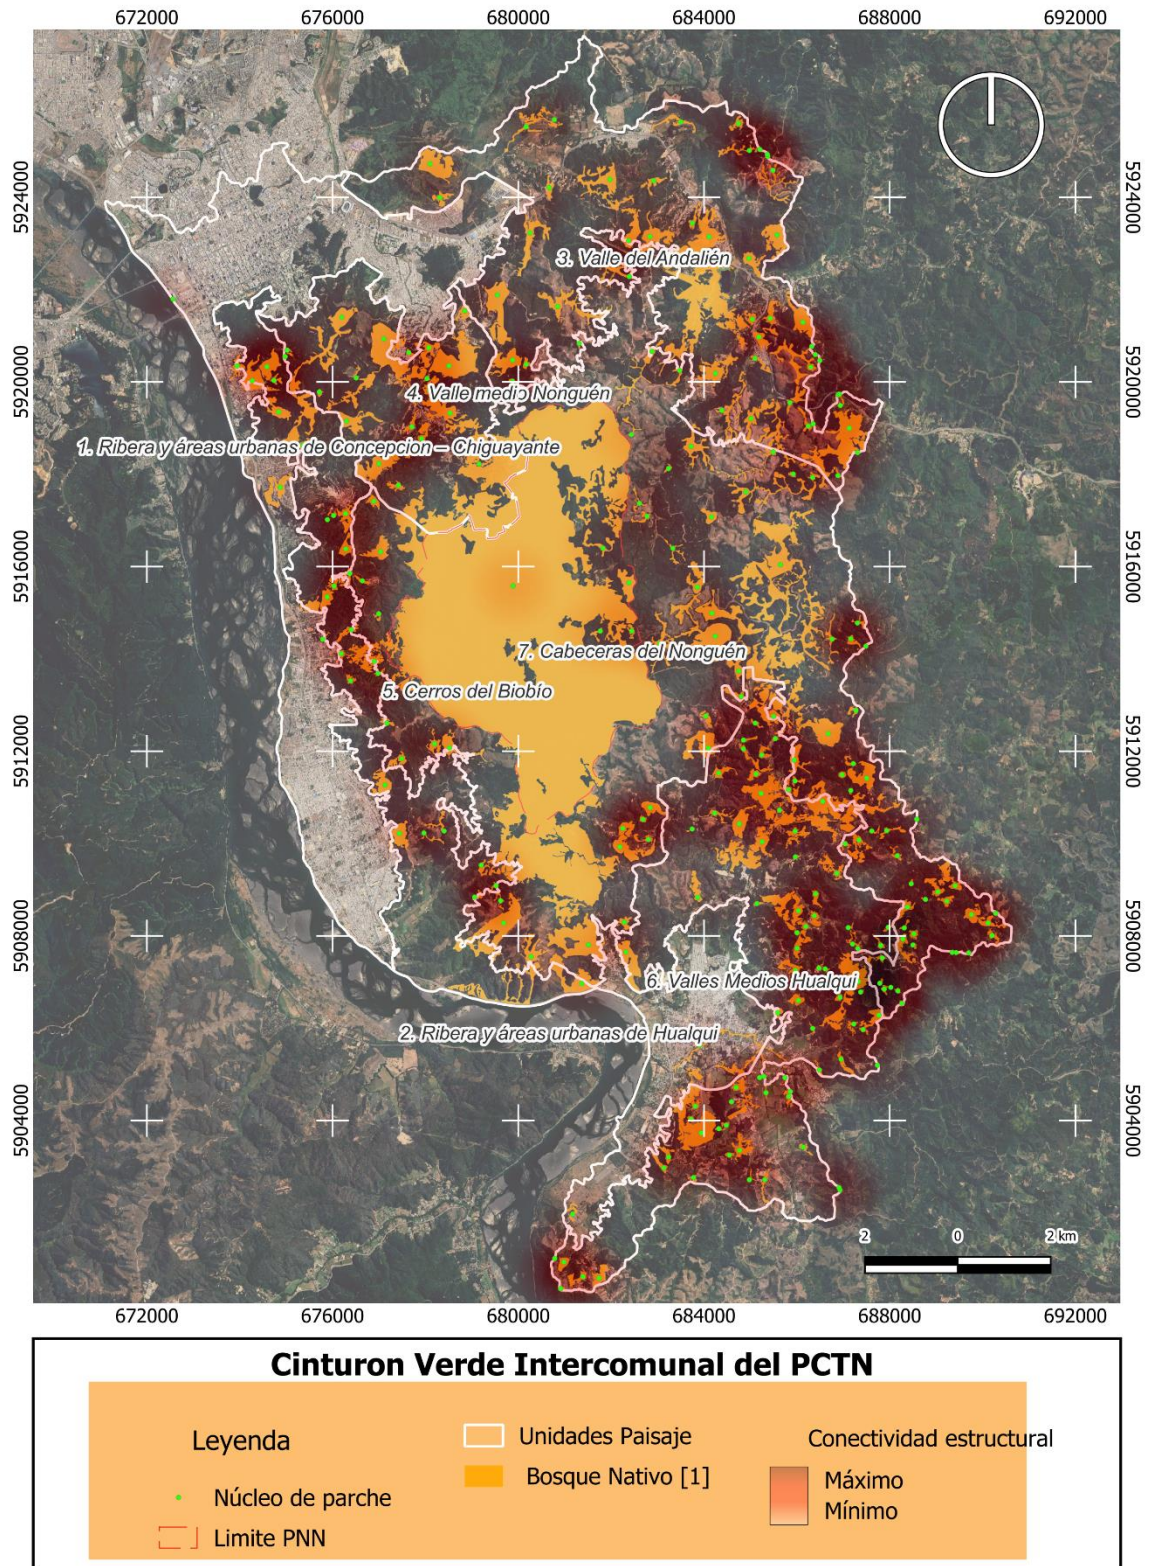 672000 676000 680000 684000 688000 692000
5924000 5924000
3. Valle del Andalién
5920000 5920000
4. Valle medio Nonguén
1. Ribera y áreas urbanas de Concepcion – Chiguayante
5916000 5916000
7. Cabeceras del Nonguén
5. Cerros del Biobío
5912000 5912000
5908000 5908000
6. Valles Medios Hualqui
2. Ribera y áreas urbanas de Hualqui
5904000 5904000
2 0 2 km
672000 676000 680000 684000 688000 692000
Cinturon Verde Intercomunal del PCTN
Leyenda
Núcleo de parche
Limite PNN
Unidades Paisaje
Bosque Nativo [1]
Conectividad estructural
Máximo
Mínimo